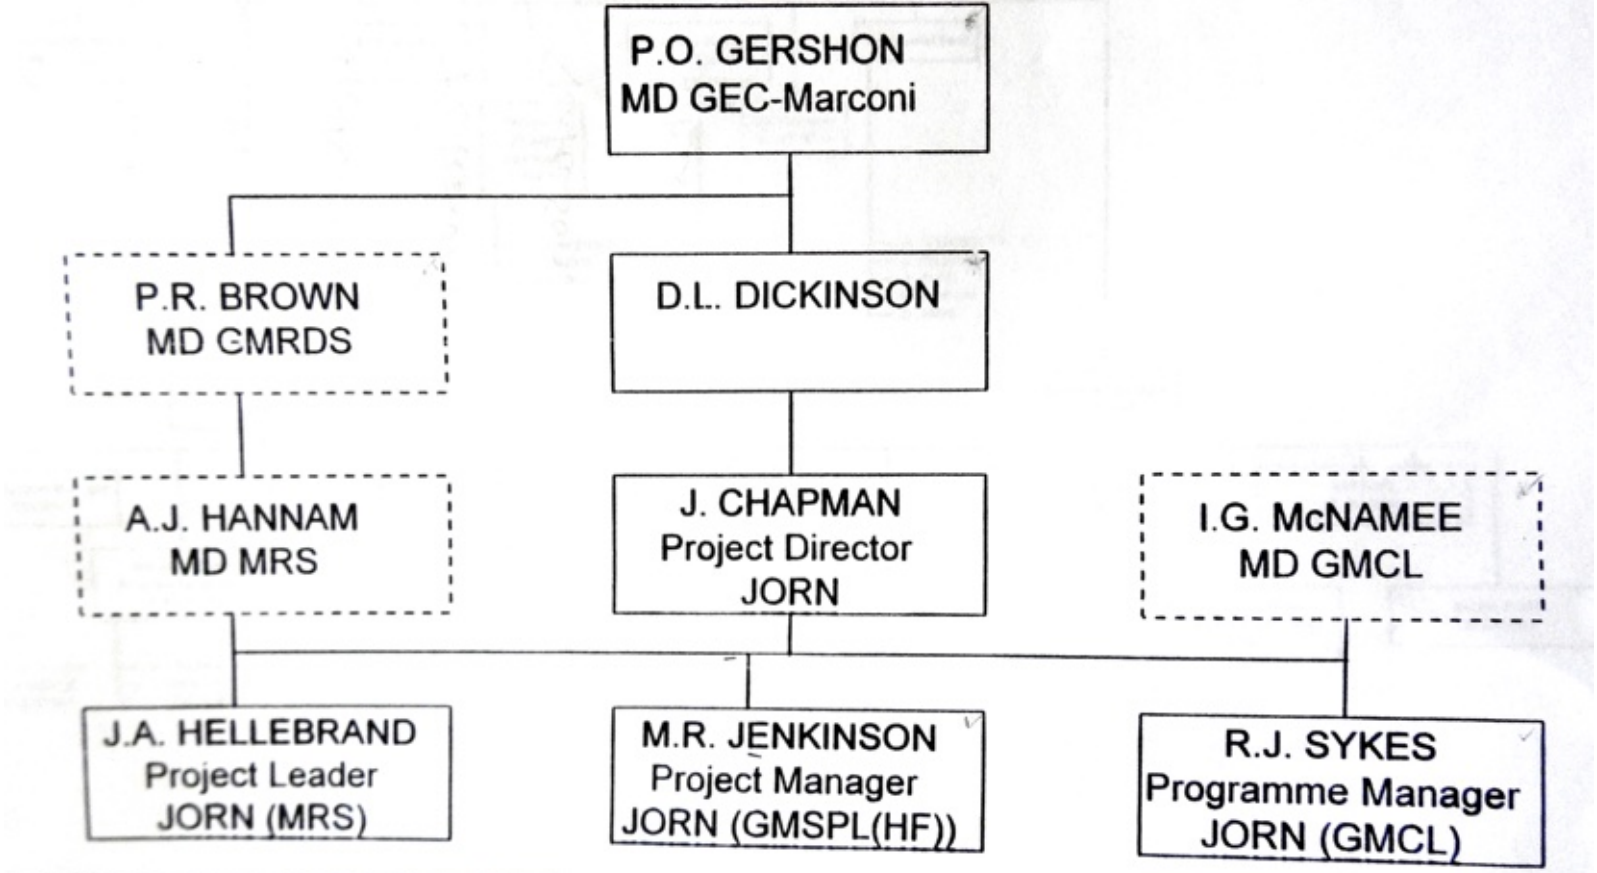 P.O. GERSHON
MD GEC-Marconi
P.R. BROWN
MD GMRDS
D.L. DICKINSON
A.J. HANNAM
MD MRS
J. CHAPMAN
Project Director
JORN
I.G. McNAMEE
MD GMCL
J.A. HELLEBRAND
Project Leader
JORN (MRS)
M.R. JENKINSON
Project Manager
JORN (GMSPL(HF))
R.J. SYKES
Programme Manager
JORN (GMCL)